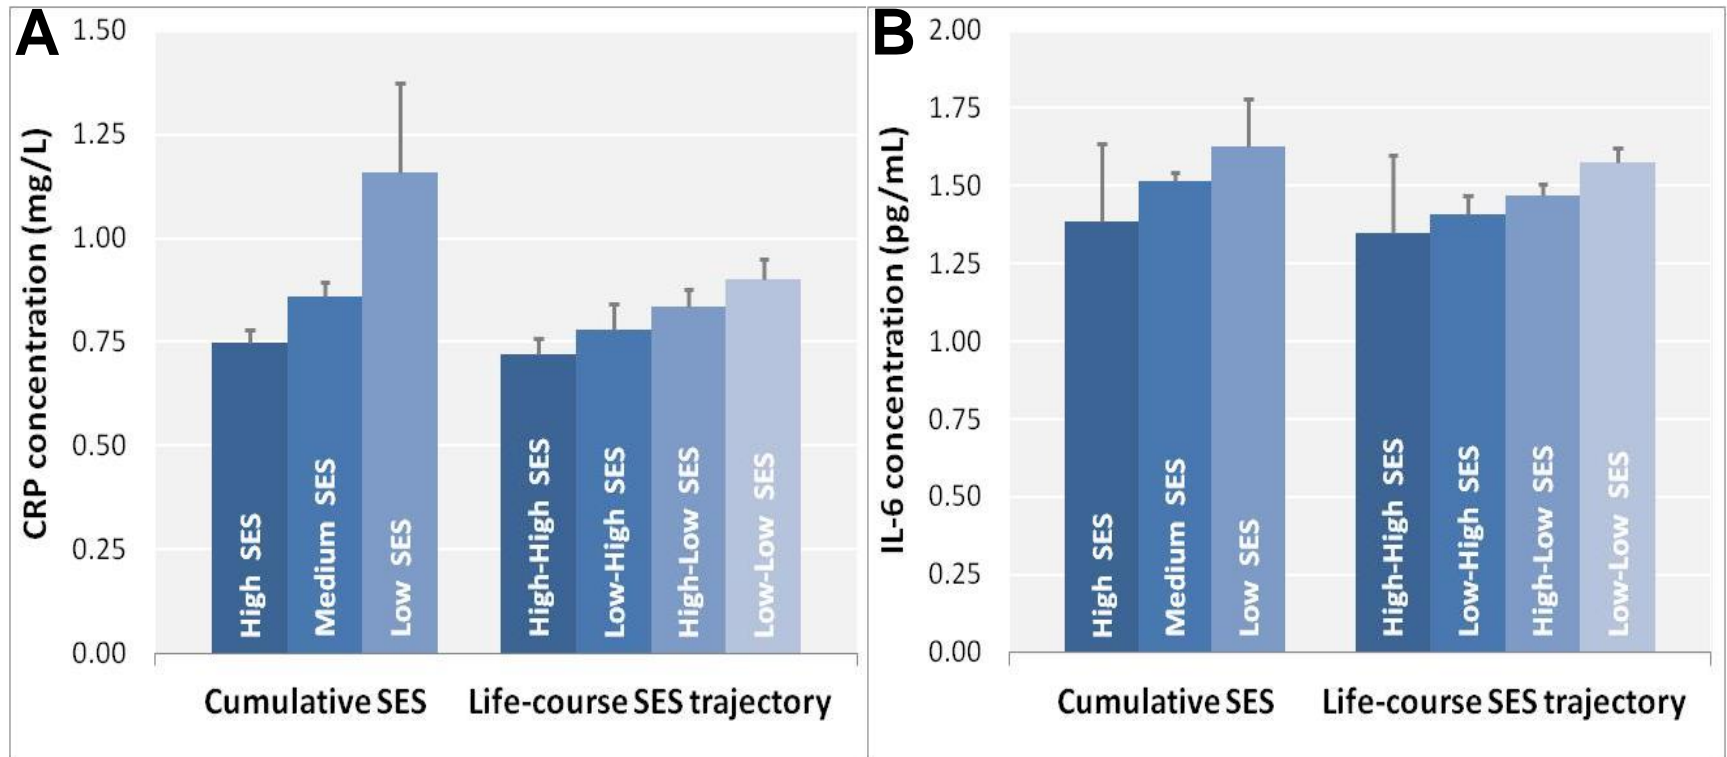 A
CRP concentration (mg/L)
1.50
1.25
1.00
0.75
0.50
0.25
0.00
High SES
Medium SES
Low SES
High-High SES
Low-High SES
High-Low SES
Low-Low SES
Cumulative SES
Life-course SES trajectory
B
IL-6 concentration (pg/mL)
2.00
1.75
1.50
1.25
1.00
0.75
0.50
0.25
0.00
High SES
Medium SES
Low SES
High-High SES
Low-High SES
High-Low SES
Low-Low SES
Cumulative SES
Life-course SES trajectory